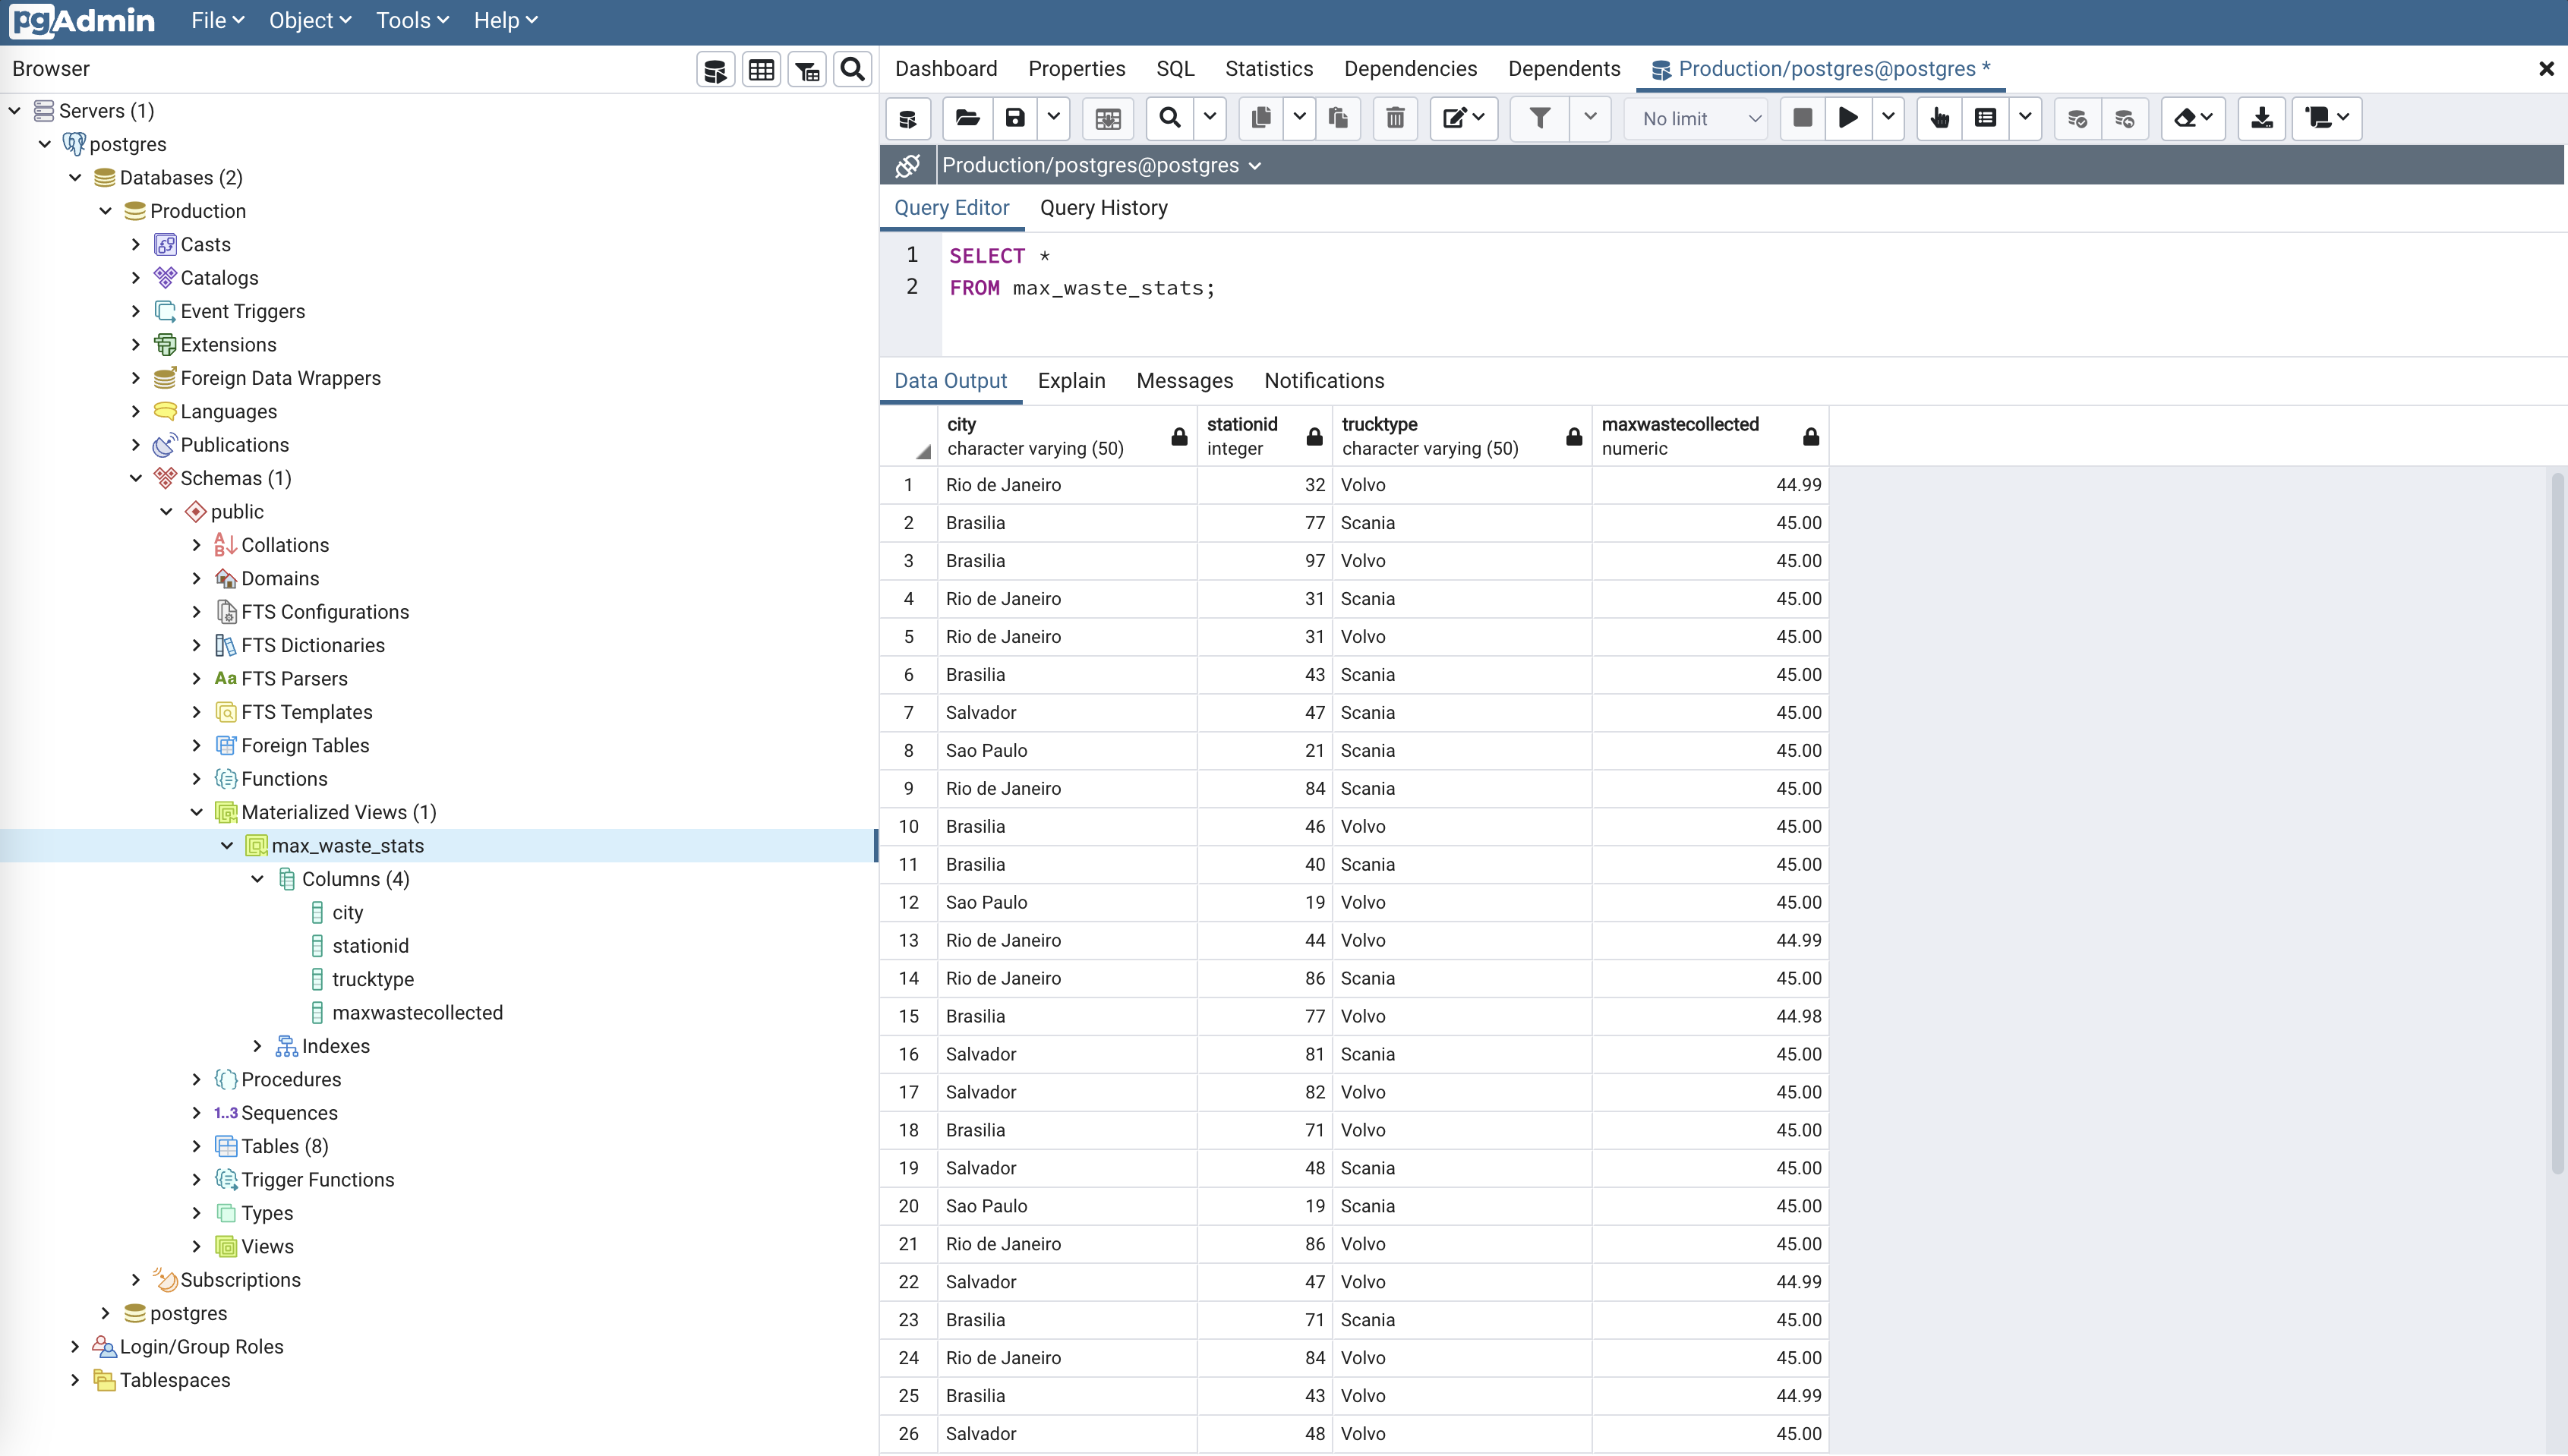 pgAdmin File Object Tools Help
Browser
Dashboard Properties SQL Statistics Dependencies Dependents Production/postgres@postgres *
Servers (1)
postgres
Databases (2)
Production
Casts
Catalogs
Event Triggers
Extensions
Foreign Data Wrappers
Languages
Publications
Schemas (1)
public
Collations
Domains
FTS Configurations
FTS Dictionaries
Aa FTS Parsers
FTS Templates
Foreign Tables
Functions
Materialized Views (1)
max_waste_stats
Columns (4)
city
stationid
trucktype
maxwastecollected
Indexes
Procedures
1..3 Sequences
Tables (8)
Trigger Functions
Types
Views
Subscriptions
postgres
Login/Group Roles
Tablespaces
No limit
Production/postgres@postgres
Query Editor Query History
1 SELECT *
2 FROM max_waste_stats;
Data Output Explain Messages Notifications
city stationid trucktype maxwastecollected
character varying (50) integer character varying (50) numeric
1 Rio de Janeiro 32 Volvo 44.99
2 Brasilia 77 Scania 45.00
3 Brasilia 97 Volvo 45.00
4 Rio de Janeiro 31 Scania 45.00
5 Rio de Janeiro 31 Volvo 45.00
6 Brasilia 43 Scania 45.00
7 Salvador 47 Scania 45.00
8 Sao Paulo 21 Scania 45.00
9 Rio de Janeiro 84 Scania 45.00
10 Brasilia 46 Volvo 45.00
11 Brasilia 40 Scania 45.00
12 Sao Paulo 19 Volvo 45.00
13 Rio de Janeiro 44 Volvo 44.99
14 Rio de Janeiro 86 Scania 45.00
15 Brasilia 77 Volvo 44.98
16 Salvador 81 Scania 45.00
17 Salvador 82 Volvo 45.00
18 Brasilia 71 Volvo 45.00
19 Salvador 48 Scania 45.00
20 Sao Paulo 19 Scania 45.00
21 Rio de Janeiro 86 Volvo 45.00
22 Salvador 47 Volvo 44.99
23 Brasilia 71 Scania 45.00
24 Rio de Janeiro 84 Volvo 45.00
25 Brasilia 43 Volvo 44.99
26 Salvador 48 Volvo 45.00